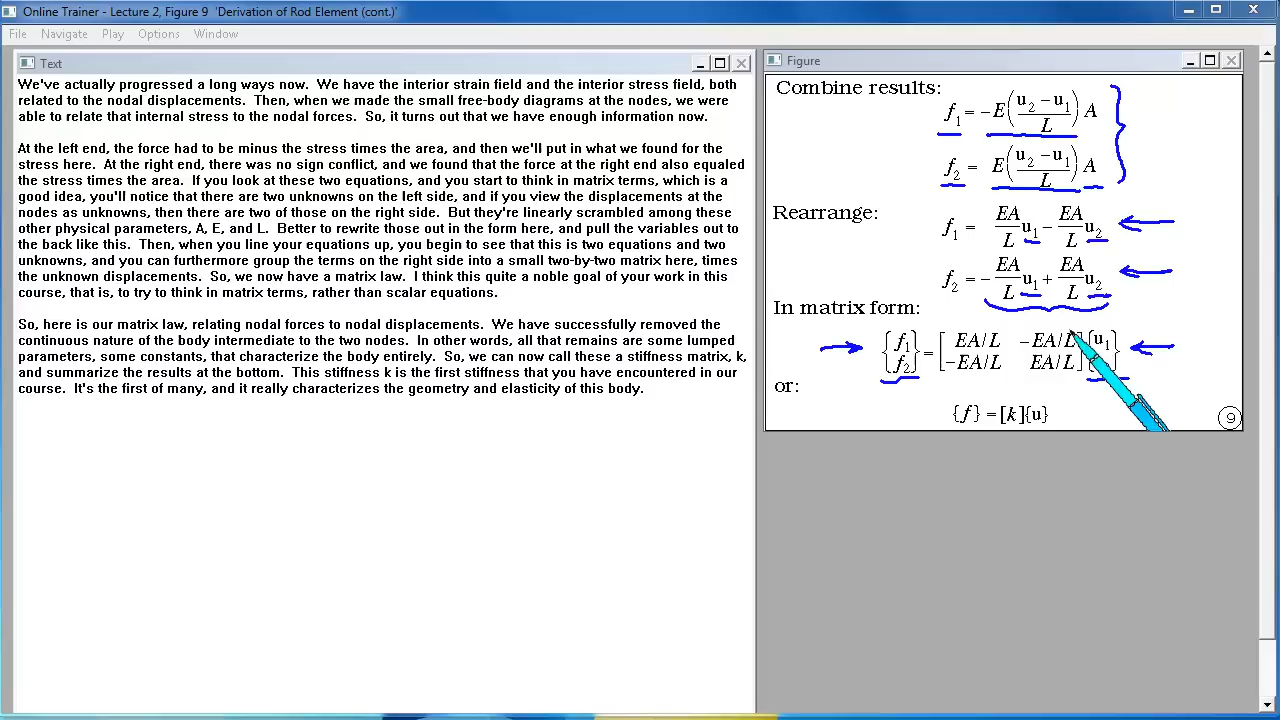 Online Trainer - Lecture 2, Figure 9 'Derivation of Rod Element (cont.)'
File Navigate Play Options Window
Text
We've actually progressed a long ways now. We have the interior strain field and the interior stress field, both
related to the nodal displacements. Then, when we made the small free-body diagrams at the nodes, we were
able to relate that internal stress to the nodal forces. So, it turns out that we have enough information now.
At the left end, the force had to be minus the stress times the area, and then we'll put in what we found for the
stress here. At the right end, there was no sign conflict, and we found that the force at the right end also equaled
the stress times the area. If you look at these two equations, and you start to think in matrix terms, which is a
good idea, you'll notice that there are two unknowns on the left side, and if you view the displacements at the
nodes as unknowns, then there are two of those on the right side. But they're linearly scrambled among these
other physical parameters, A, E, and L. Better to rewrite those out in the form here, and pull the variables out to
the back like this. Then, when you line your equations up, you begin to see that this is two equations and two
unknowns, and you can furthermore group the terms on the right side into a small two-by-two matrix here, times
the unknown displacements. So, we now have a matrix law. I think this quite a noble goal of your work in this
course, that is, to try to think in matrix terms, rather than scalar equations.
So, here is our matrix law, relating nodal forces to nodal displacements. We have successfully removed the
continuous nature of the body intermediate to the two nodes. In other words, all that remains are some lumped
parameters, some constants, that characterize the body entirely. So, we can now call these a stiffness matrix, k,
and summarize the results at the bottom. This stiffness k is the first stiffness that you have encountered in our
course. It's the first of many, and it really characterizes the geometry and elasticity of this body.
Figure
Combine results:
f₁ = −E(u₂ − u₁ / L) A
f₂ = E(u₂ − u₁ / L) A
Rearrange:
f₁ = EA/L u₁ − EA/L u₂
f₂ = − EA/L u₁ + EA/L u₂
In matrix form:
{f₁ f₂} = [EA/L −EA/L −EA/L EA/L] {u₁
or:
{f} = [k]{u}
9